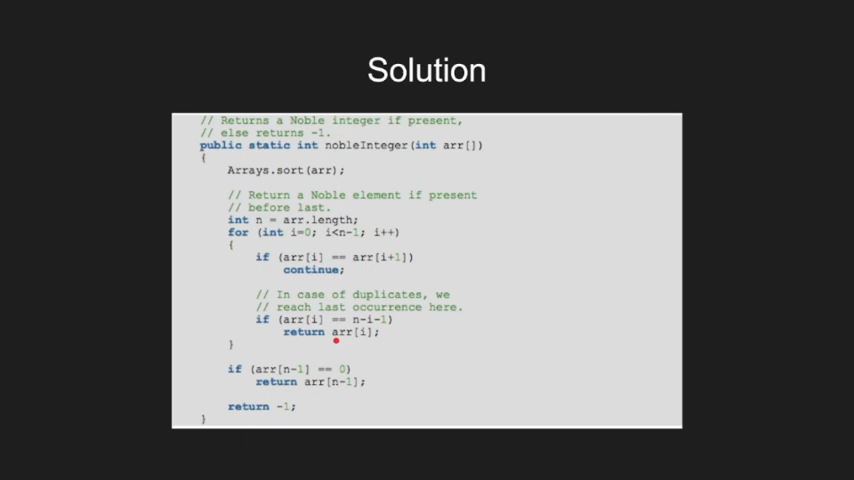 Solution
// Returns a Noble integer if present,
// else returns -1.
public static int nobleInteger(int arr[])
{
Arrays.sort(arr);
// Return a Noble element if present
// before last.
int n = arr.length;
for (int i=0; i<n-1; i++)
{
if (arr[i] == arr[i+1])
continue;
// In case of duplicates, we
// reach last occurrence here.
if (arr[i] == n-i-1)
return arr[i];
}
if (arr[n-1] == 0)
return arr[n-1];
return -1;
}